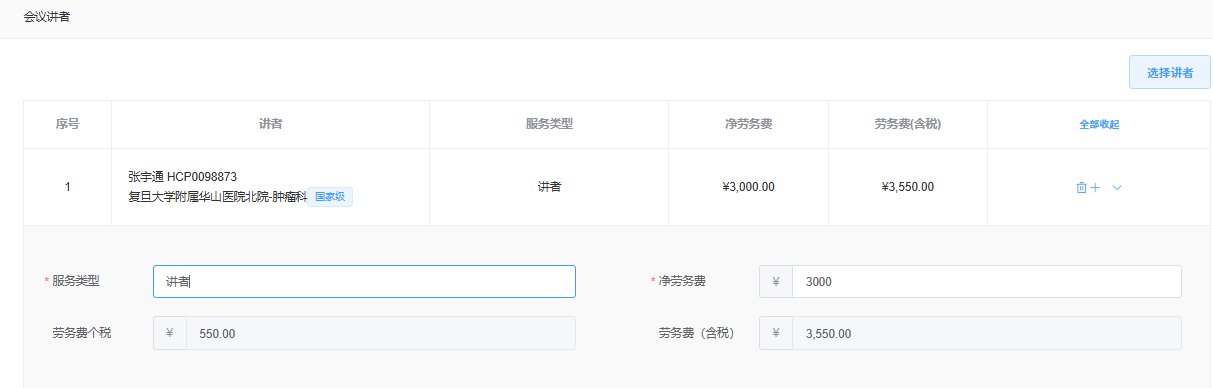 会议讲者
选择讲者
序号 讲者 服务类型 净劳务费 劳务费(含税) 全部收起
1 张宇通 HCP0098873 讲者 ¥3,000.00 ¥3,550.00
复旦大学附属华山医院北院-肿瘤科 国家级
* 服务类型 讲者 * 净劳务费 ¥ 3000
劳务费个税 ¥ 550.00 劳务费（含税） ¥ 3,550.00